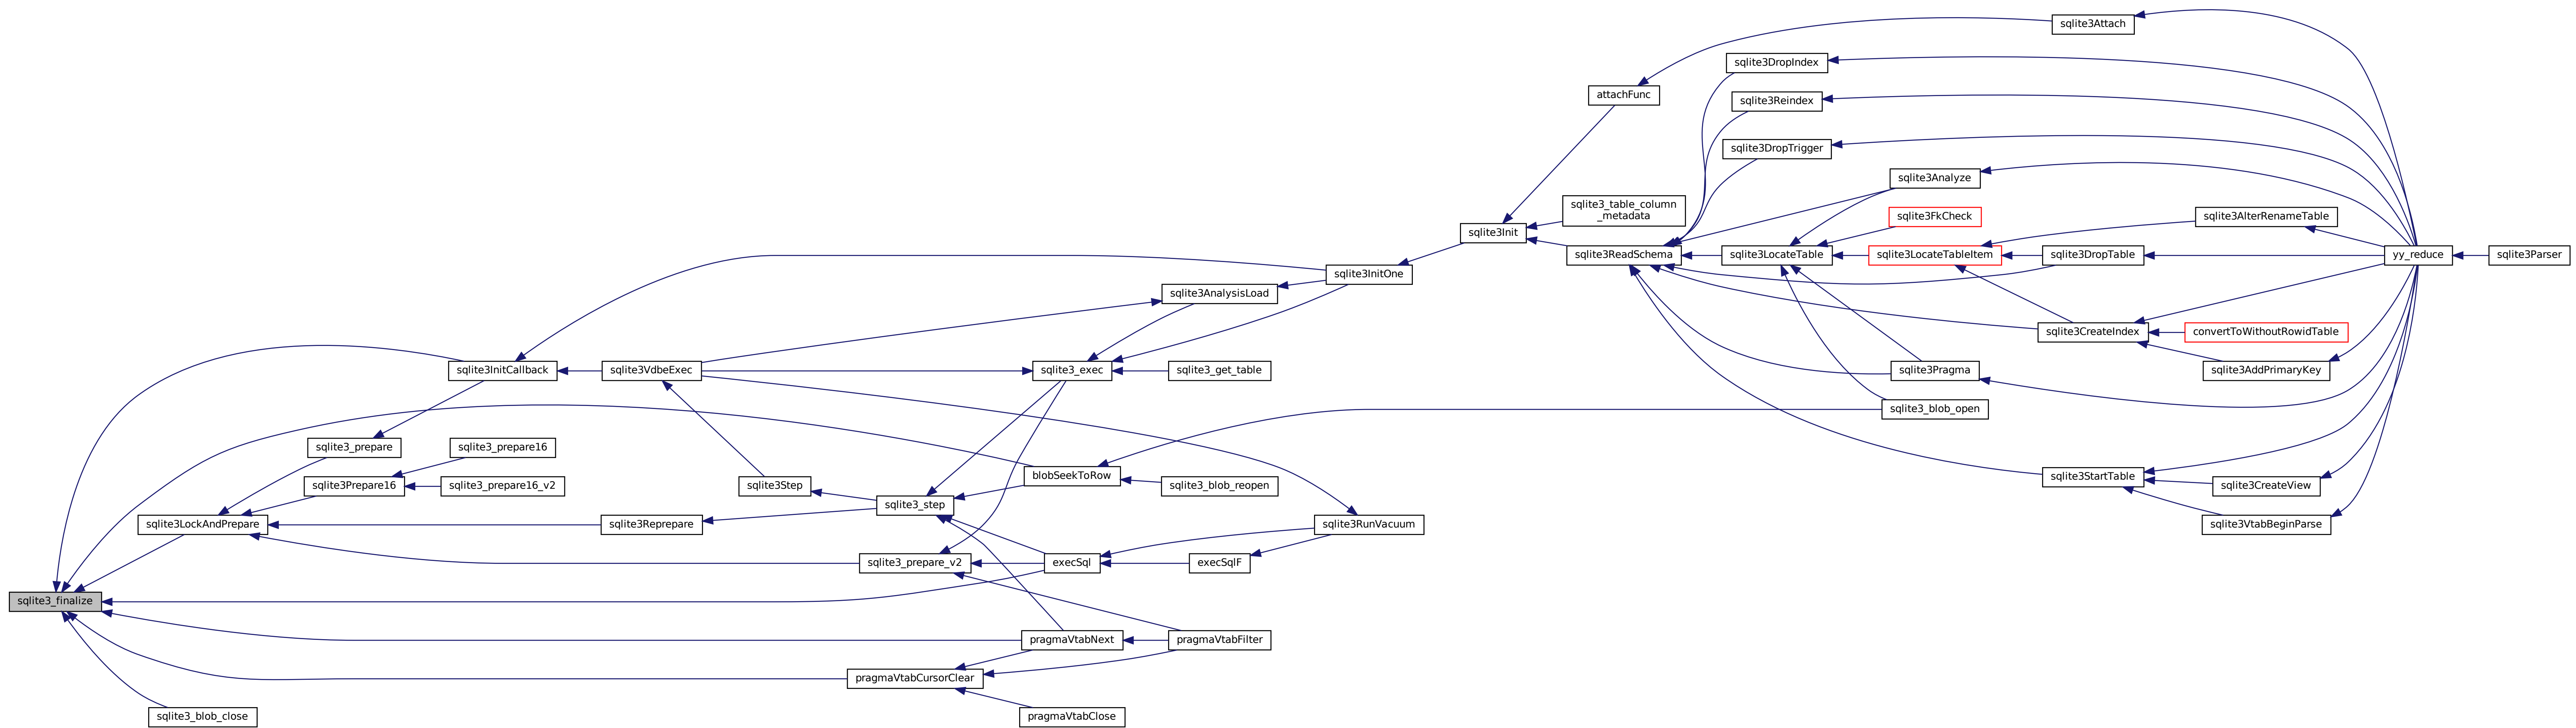 sqlite3_finalize
sqlite3InitCallback
sqlite3LockAndPrepare
sqlite3_prepare
sqlite3_prepare16
sqlite3Prepare16
sqlite3_prepare16_v2
sqlite3_blob_close
sqlite3VdbeExec
sqlite3Reprepare
sqlite3Step
sqlite3_step
sqlite3_prepare_v2
pragmaVtabCursorClear
sqlite3_exec
blobSeekToRow
execSql
pragmaVtabNext
pragmaVtabClose
sqlite3AnalysisLoad
sqlite3_get_table
sqlite3_blob_reopen
execSqlF
pragmaVtabFilter
sqlite3InitOne
sqlite3RunVacuum
sqlite3Init
attachFunc
sqlite3_table_column
_metadata
sqlite3ReadSchema
sqlite3DropIndex
sqlite3Reindex
sqlite3DropTrigger
sqlite3LocateTable
sqlite3Analyze
sqlite3FkCheck
sqlite3LocateTableItem
sqlite3Pragma
sqlite3_blob_open
sqlite3Attach
sqlite3DropTable
sqlite3CreateIndex
sqlite3StartTable
sqlite3AlterRenameTable
convertToWithoutRowidTable
sqlite3AddPrimaryKey
sqlite3CreateView
sqlite3VtabBeginParse
yy_reduce
sqlite3Parser